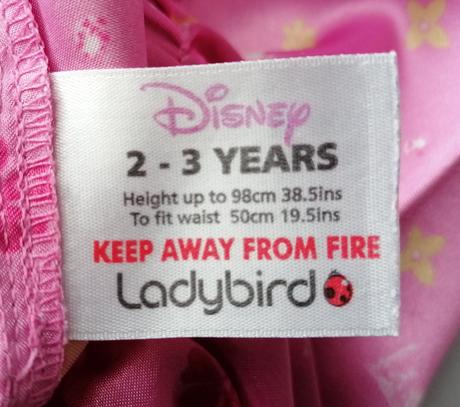 Disney
2 - 3 YEARS
Height up to 98cm 38.5ins
To fit waist 50cm 19.5ins
KEEP AWAY FROM FIRE
Ladybird